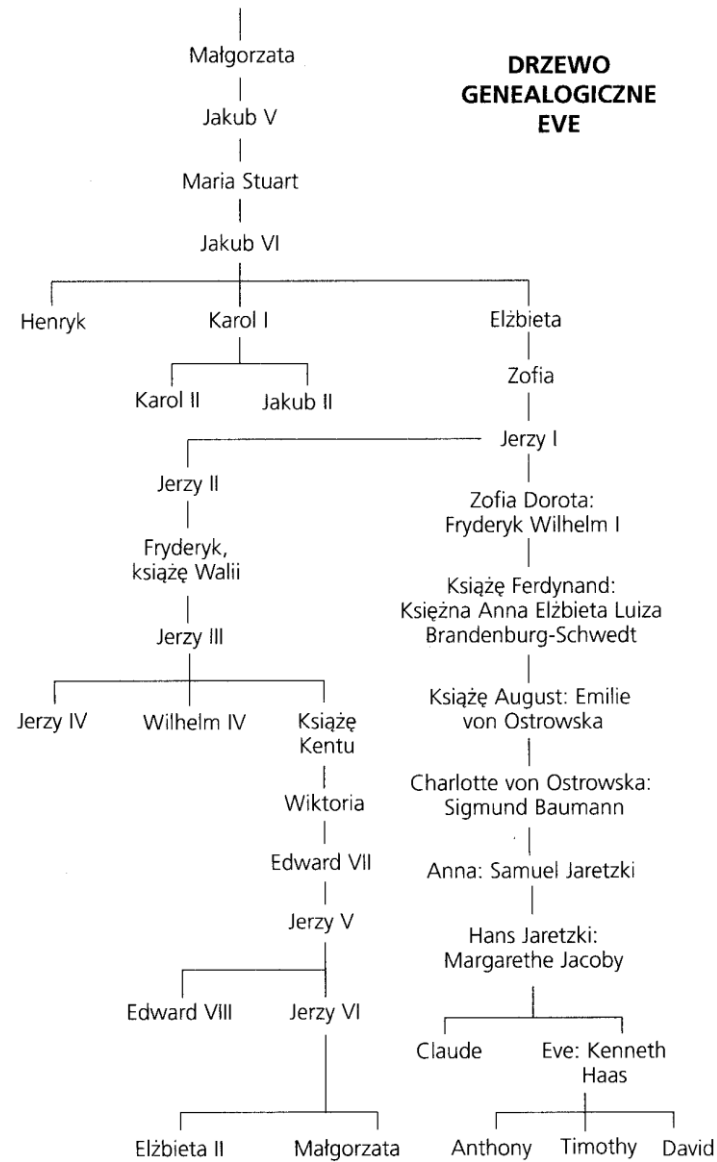 Małgorzata
DRZEWO
GENEALOGICZNE
EVE
Jakub V
Maria Stuart
Jakub VI
Henryk
Karol I
Elżbieta
Karol II
Jakub II
Zofia
Jerzy I
Jerzy II
Zofia Dorota:
Fryderyk Wilhelm I
Fryderyk,
książę Walii
Książę Ferdynand:
Księżna Anna Elżbieta Luiza
Brandenburg-Schwedt
Jerzy III
Jerzy IV
Wilhelm IV
Książę
Kentu
Książę August: Emilie
von Ostrowska
Wiktoria
Charlotte von Ostrowska:
Sigmund Baumann
Edward VII
Anna: Samuel Jaretzki
Jerzy V
Hans Jaretzki:
Margarethe Jacoby
Edward VIII
Jerzy VI
Claude
Eve: Kenneth
Haas
Elżbieta II
Małgorzata
Anthony
Timothy
David